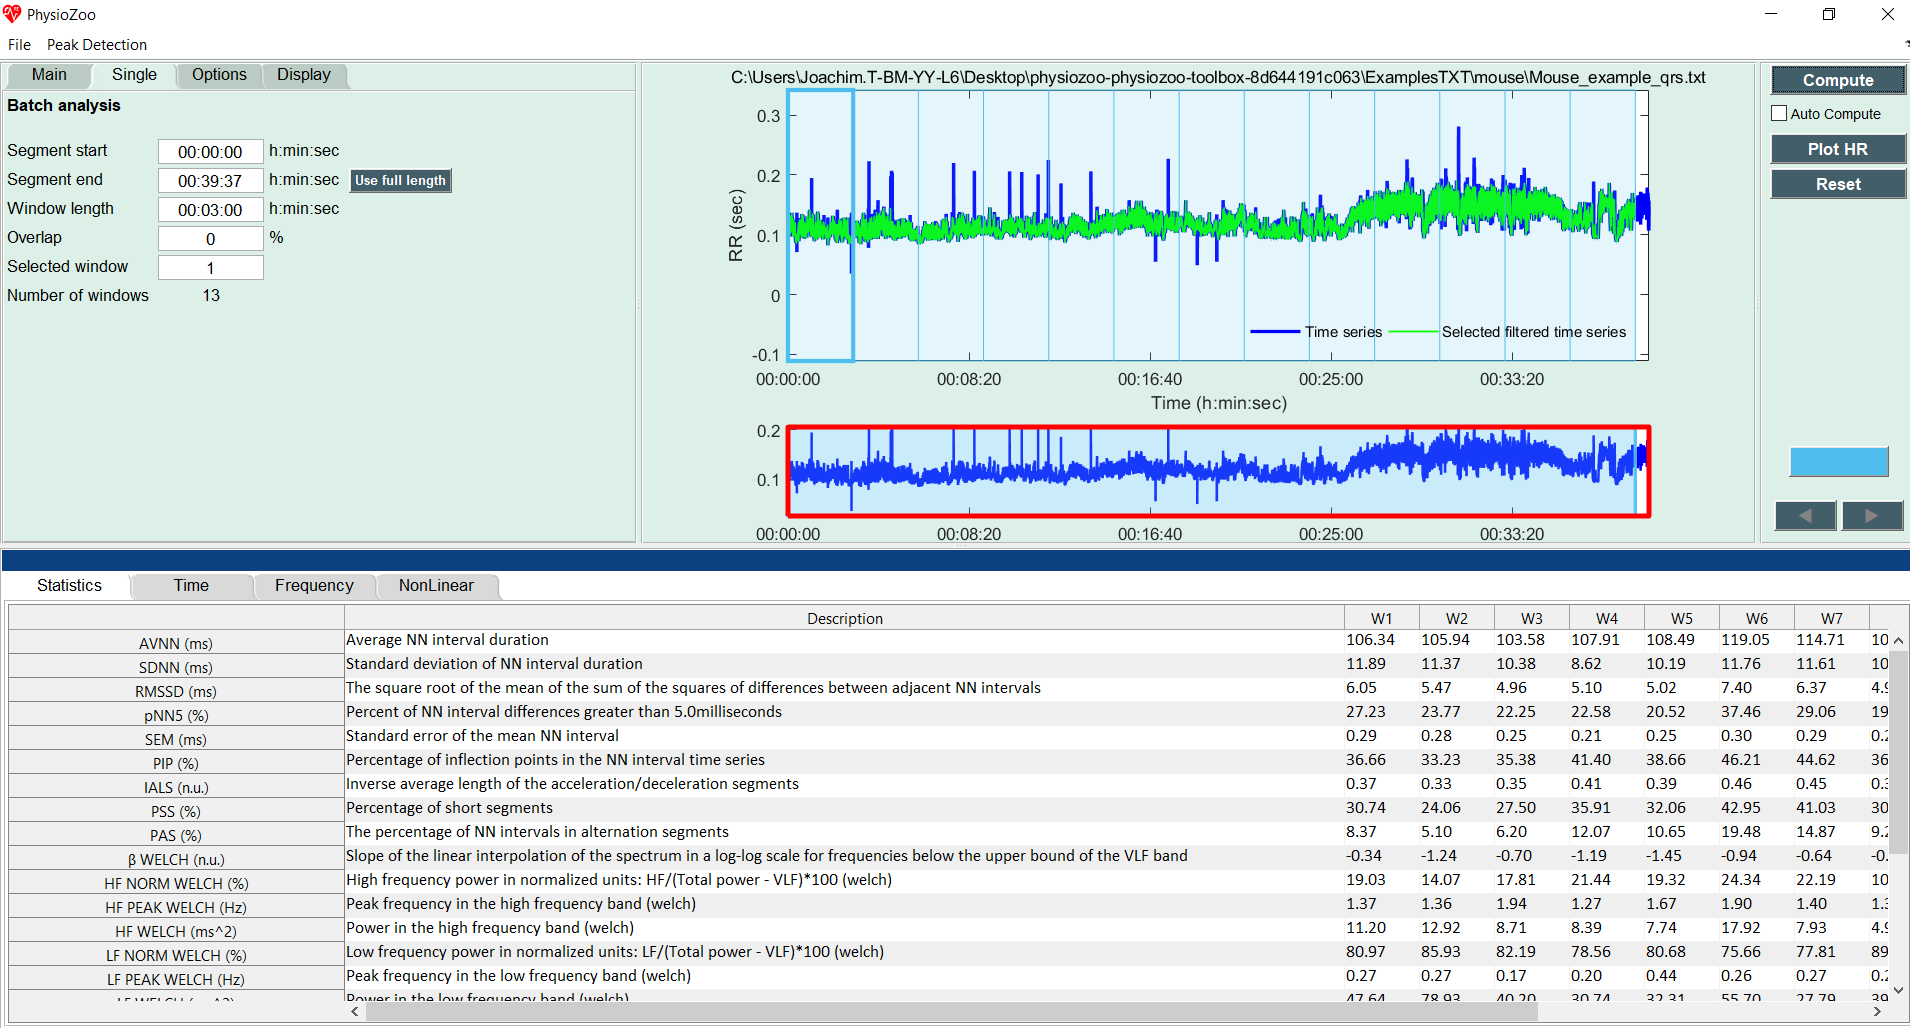 PhysioZoo
File Peak Detection
Main Single Options Display
Batch analysis
Segment start 00:00:00 h:min:sec
Segment end 00:39:37 h:min:sec Use full length
Window length 00:03:00 h:min:sec
Overlap 0 %
Selected window 1
Number of windows 13
C:\Users\Joachim.T-BM-YY-L6\Desktop\physiozoo-physiozoo-toolbox-8d644191c063\ExamplesTXT\mouse\Mouse_example_qrs.txt
0.3
0.2
0.1
0
-0.1
RR (sec)
Time series Selected filtered time series
00:00:00 00:08:20 00:16:40 00:25:00 00:33:20
Time (h:min:sec)
0.2
0.1
00:00:00 00:08:20 00:16:40 00:25:00 00:33:20
Compute
Auto Compute
Plot HR
Reset
Statistics Time Frequency NonLinear
Description W1 W2 W3 W4 W5 W6 W7
AVNN (ms) Average NN interval duration 106.34 105.94 103.58 107.91 108.49 119.05 114.71 10
SDNN (ms) Standard deviation of NN interval duration 11.89 11.37 10.38 8.62 10.19 11.76 11.61 10
RMSSD (ms) The square root of the mean of the sum of the squares of differences between adjacent NN intervals 6.05 5.47 4.96 5.10 5.02 7.40 6.37 4.9
pNN5 (%) Percent of NN interval differences greater than 5.0milliseconds 27.23 23.77 22.25 22.58 20.52 37.46 29.06 19
SEM (ms) Standard error of the mean NN interval 0.29 0.28 0.25 0.21 0.25 0.30 0.29 0.2
PIP (%) Percentage of inflection points in the NN interval time series 36.66 33.23 35.38 41.40 38.66 46.21 44.62 36
IALS (n.u.) Inverse average length of the acceleration/deceleration segments 0.37 0.33 0.35 0.41 0.39 0.46 0.45 0.3
PSS (%) Percentage of short segments 30.74 24.06 27.50 35.91 32.06 42.95 41.03 30
PAS (%) The percentage of NN intervals in alternation segments 8.37 5.10 6.20 12.07 10.65 19.48 14.87 9.2
β WELCH (n.u.) Slope of the linear interpolation of the spectrum in a log-log scale for frequencies below the upper bound of the VLF band -0.34 -1.24 -0.70 -1.19 -1.45 -0.94 -0.64 -0.
HF NORM WELCH (%) High frequency power in normalized units: HF/(Total power - VLF)*100 (welch) 19.03 14.07 17.81 21.44 19.32 24.34 22.19 10
HF PEAK WELCH (Hz) Peak frequency in the high frequency band (welch) 1.37 1.36 1.94 1.27 1.67 1.90 1.40 1.3
HF WELCH (ms^2) Power in the high frequency band (welch) 11.20 12.92 8.71 8.39 7.74 17.92 7.93 4.9
LF NORM WELCH (%) Low frequency power in normalized units: LF/(Total power - VLF)*100 (welch) 80.97 85.93 82.19 78.56 80.68 75.66 77.81 89
LF PEAK WELCH (Hz) Peak frequency in the low frequency band (welch) 0.27 0.27 0.17 0.20 0.44 0.26 0.27 0.2
LF WELCH (ms^2) Power in the low frequency band (welch) 47.64 78.93 40.20 30.74 32.31 55.70 27.79 39